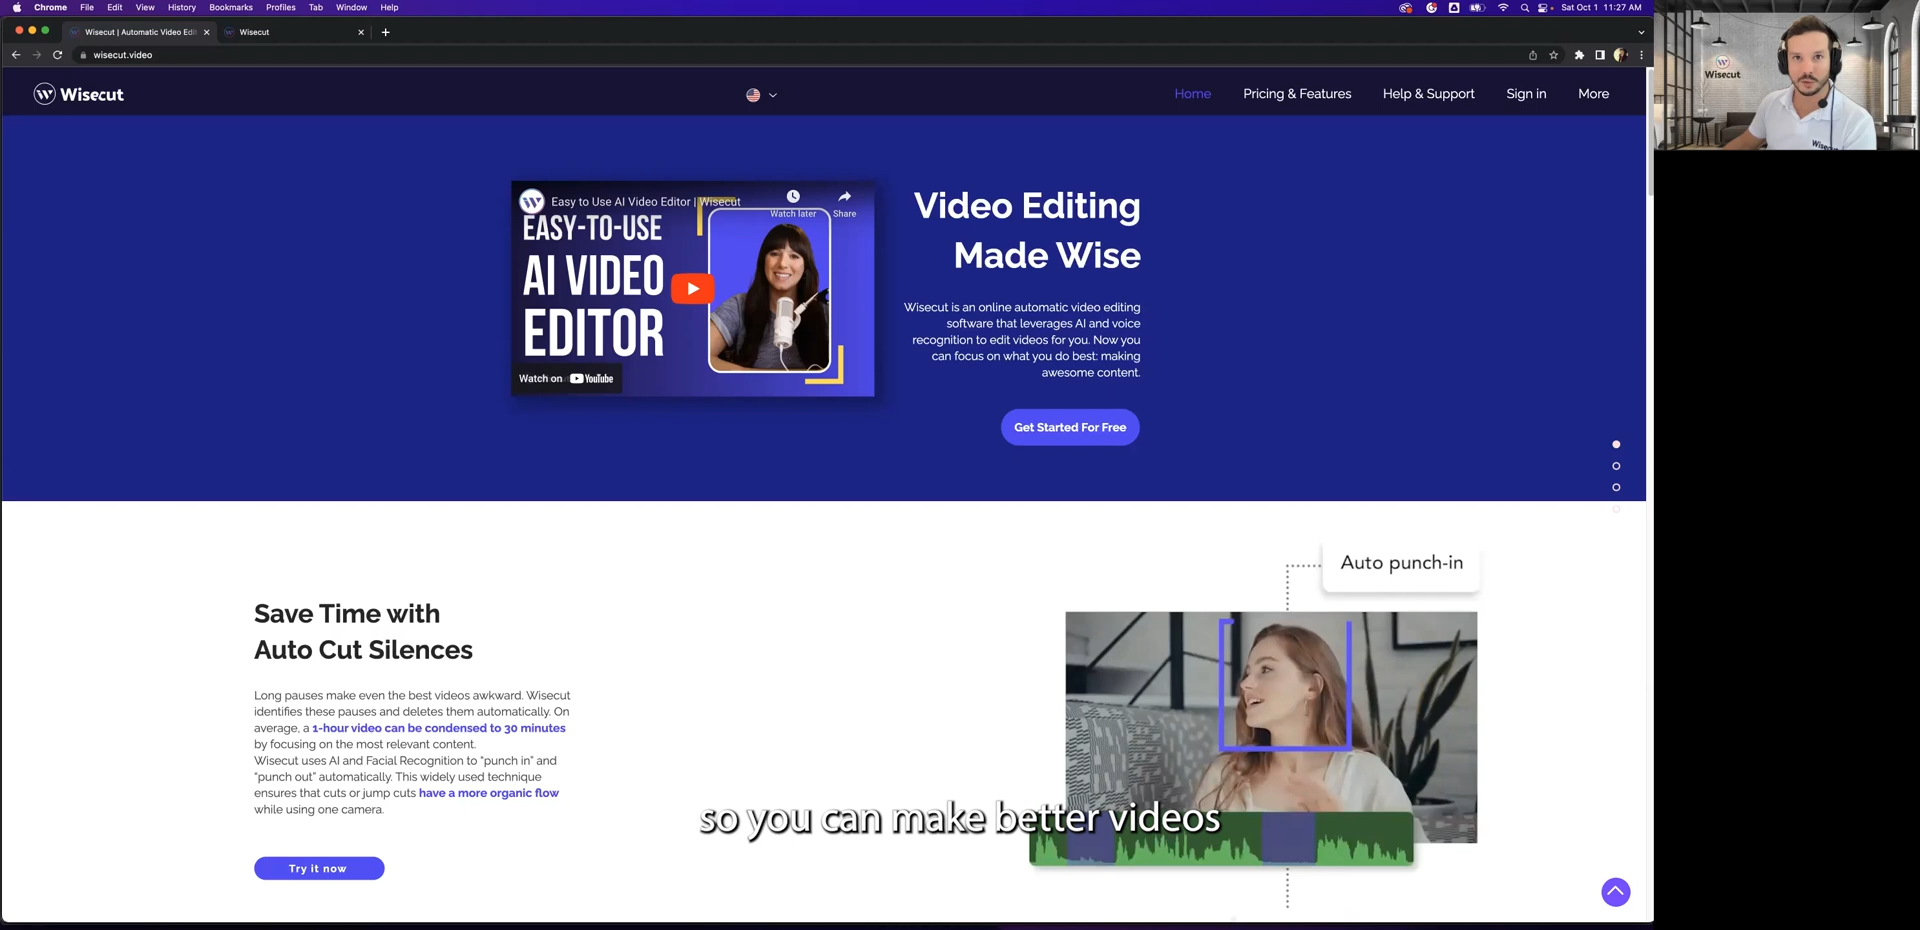 Chrome File Edit View History Bookmarks Profiles Tab Window Help
Sat Oct 1 11:27 AM
Wisecut | Automatic Video Edi
Wisecut
wisecut.video
Wisecut
Home
Pricing & Features
Help & Support
Sign in
More
Wisecut
Easy to Use AI Video Editor | Wisecut
Watch later
Share
EASY-TO-USE
AI VIDEO
EDITOR
Watch on YouTube
Video Editing
Made Wise
Wisecut is an online automatic video editing
software that leverages AI and voice
recognition to edit videos for you. Now you
can focus on what you do best: making
awesome content.
Get Started For Free
Save Time with
Auto Cut Silences
Long pauses make even the best videos awkward. Wisecut
identifies these pauses and deletes them automatically. On
average, a 1-hour video can be condensed to 30 minutes
by focusing on the most relevant content.
Wisecut uses AI and Facial Recognition to “punch in” and
“punch out” automatically. This widely used technique
ensures that cuts or jump cuts have a more organic flow
while using one camera.
Try it now
Auto punch-in
so you can make better videos